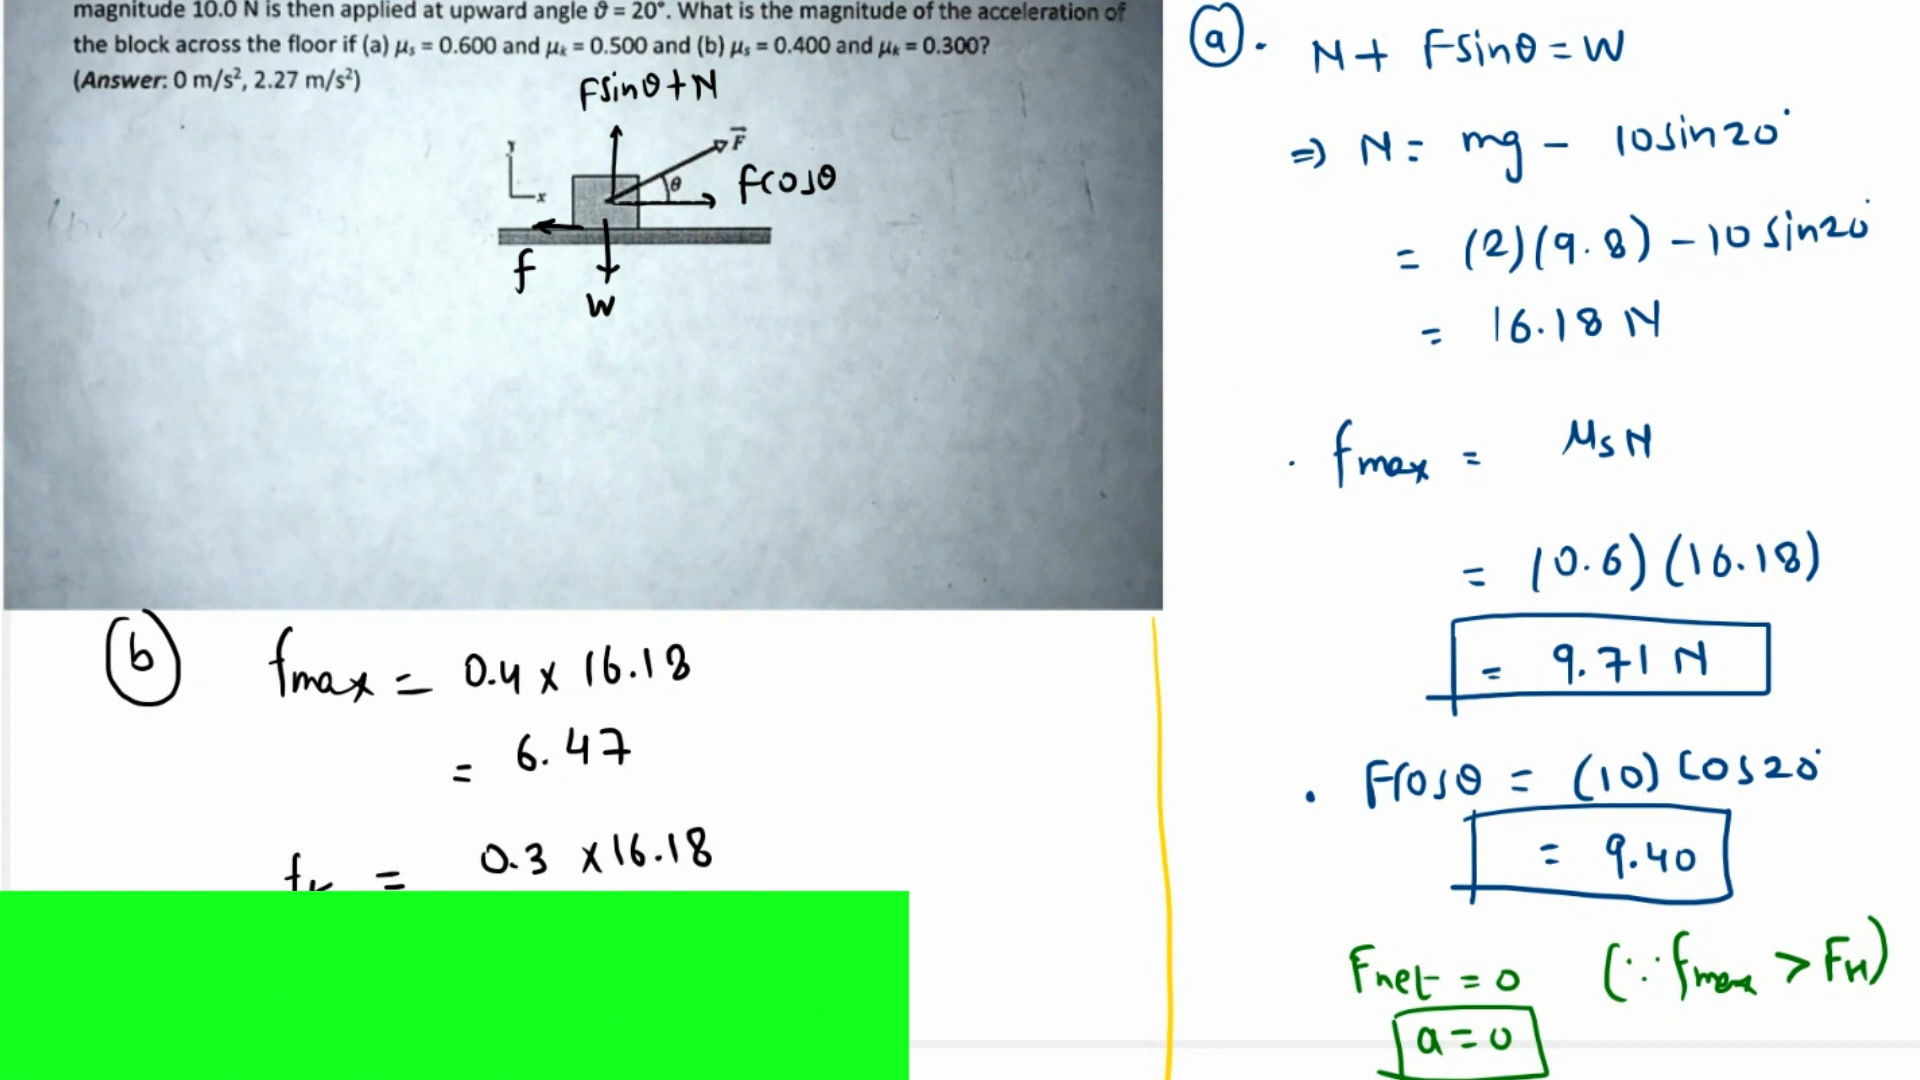 magnitude 10.0 N is then applied at upward angle θ = 20°. What is the magnitude of the acceleration of
the block across the floor if (a) μs = 0.600 and μk = 0.500 and (b) μs = 0.400 and μk = 0.300?
(Answer: 0 m/s², 2.27 m/s²)
Fsinθ+N
y
F
θ
Fcosθ
x
f
W
(a). N + Fsinθ = W
⇒ N = mg - 10sin20°
= (2)(9.8) - 10sin20°
= 16.18 N
. fmax = μsN
= (0.6)(16.18)
= 9.71 N
. Fcosθ = (10) cos20°
= 9.40
Fnet = 0 (∵ fmax > FH)
a = 0
(b) fmax = 0.4 x 16.18
= 6.47
fk = 0.3 x 16.18